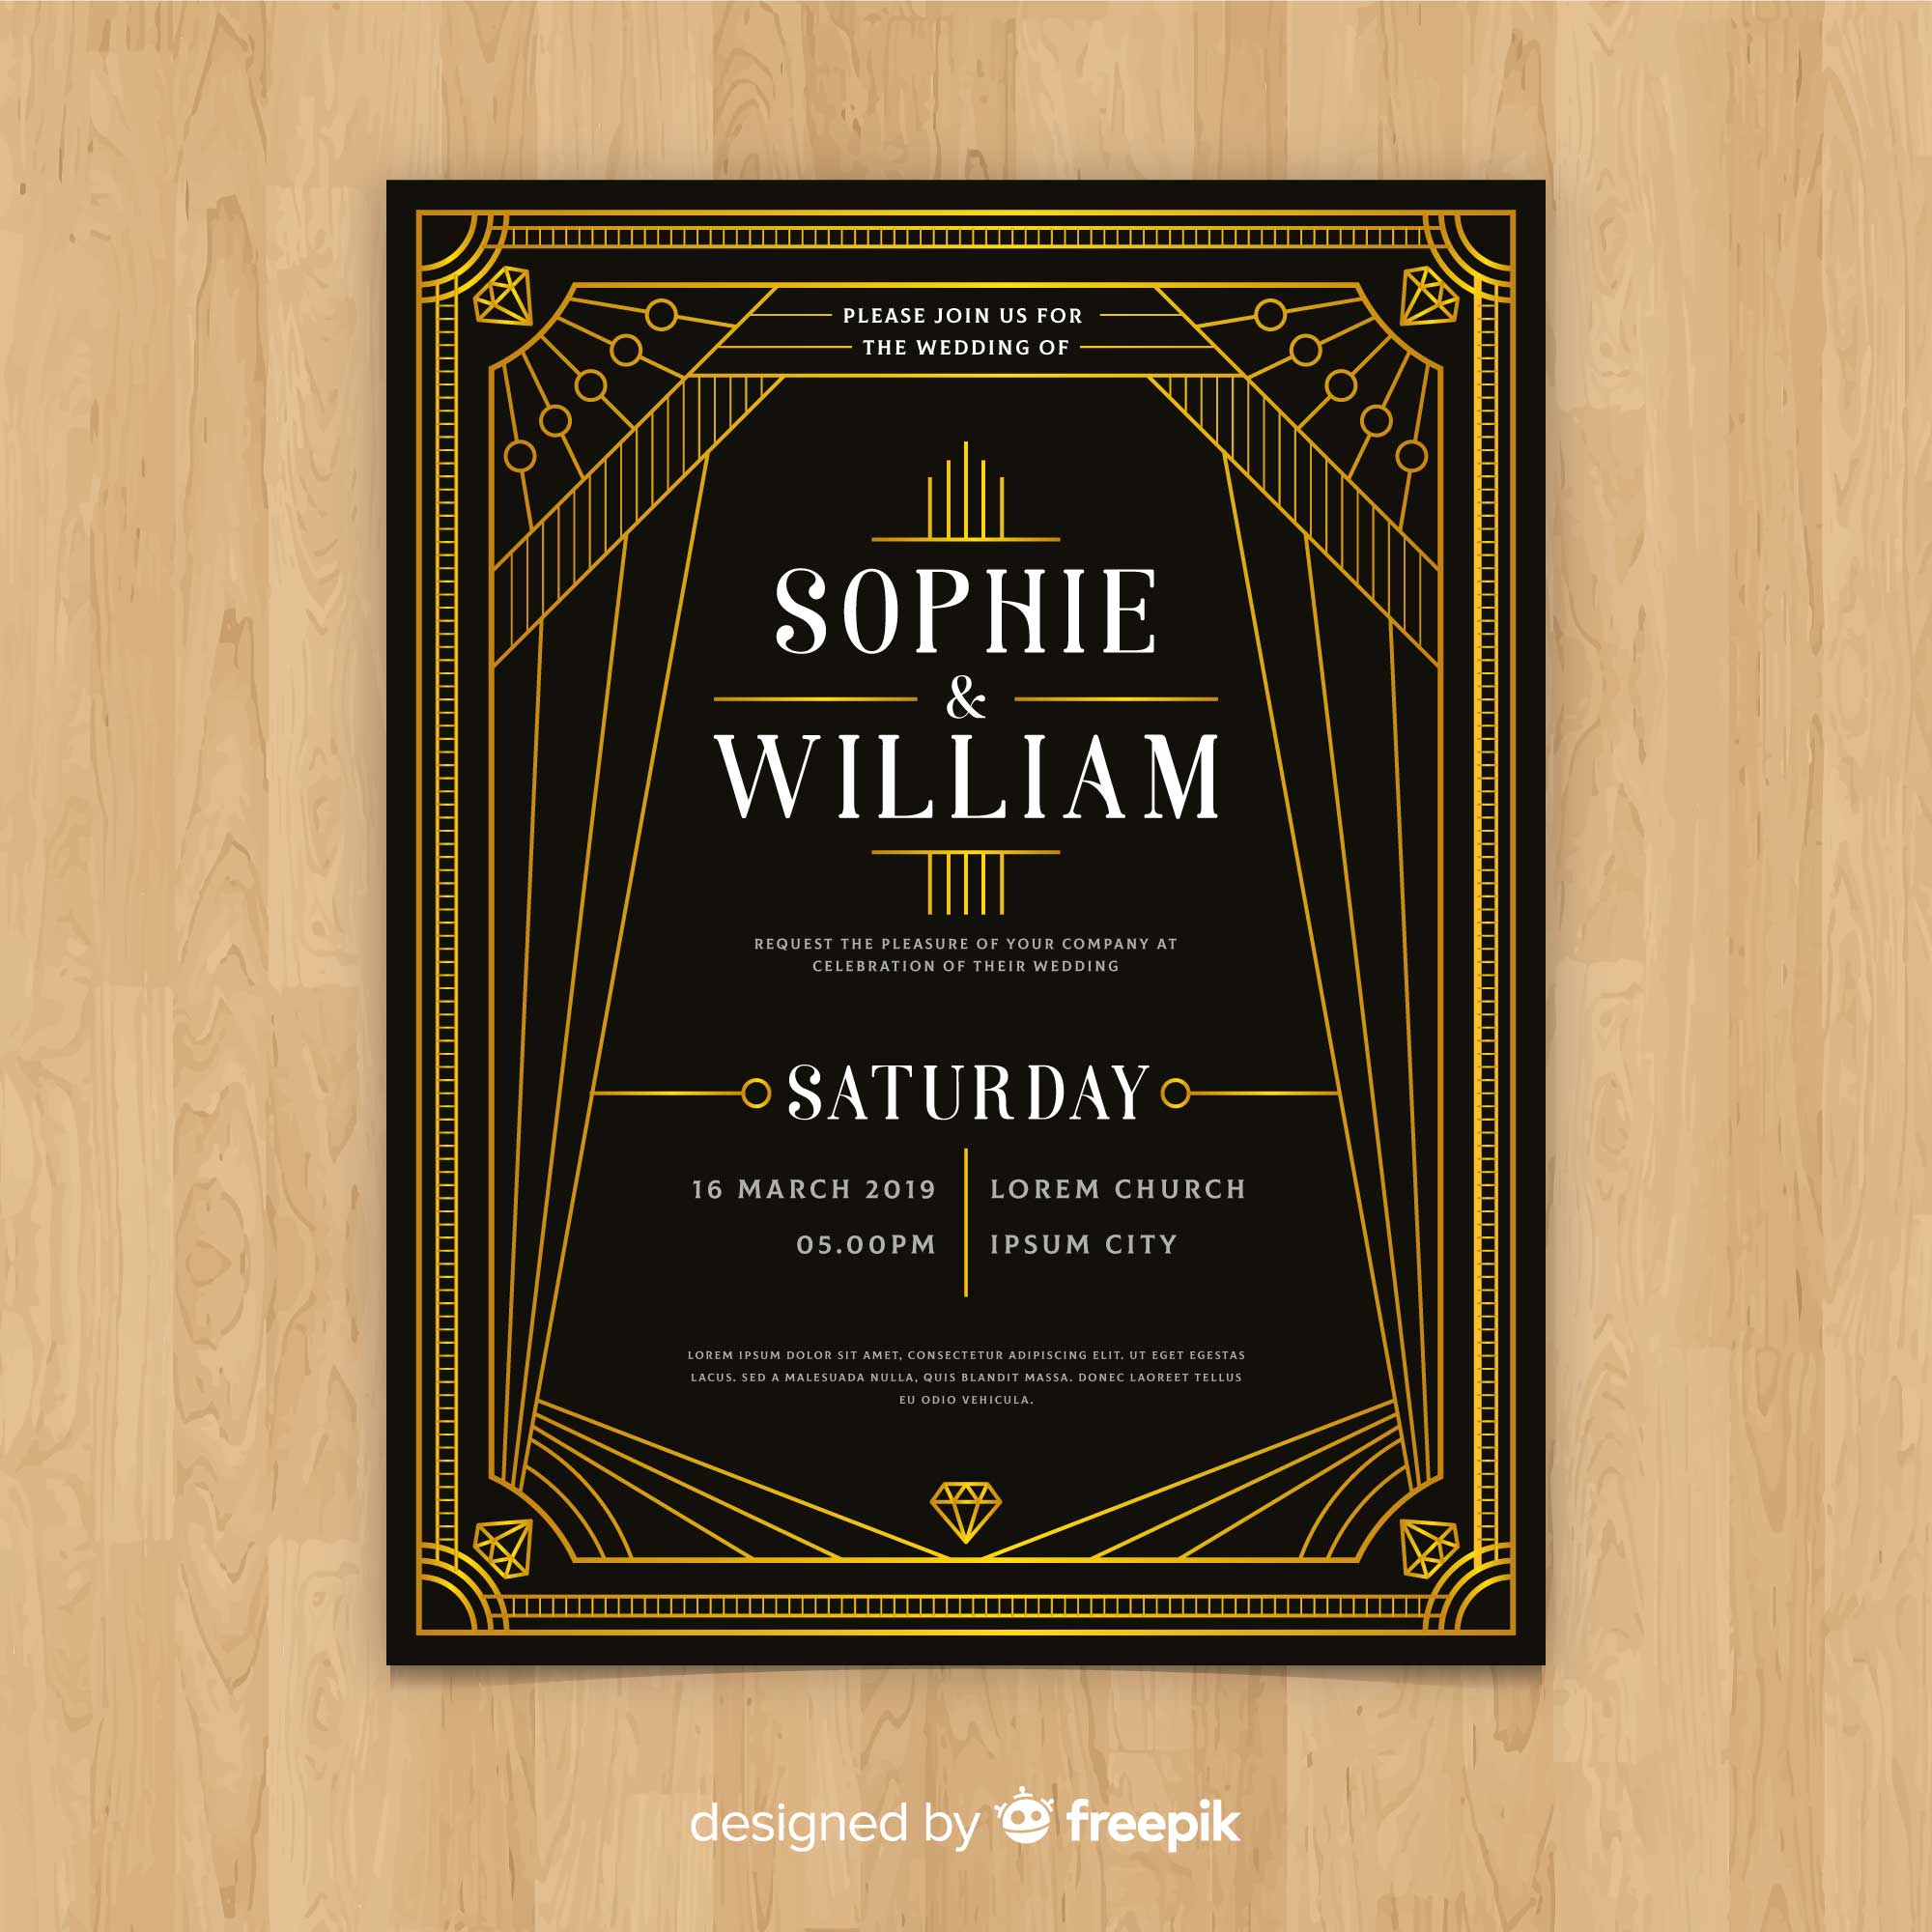 PLEASE JOIN US FOR
THE WEDDING OF
SOPHIE
&
WILLIAM
REQUEST THE PLEASURE OF YOUR COMPANY AT
CELEBRATION OF THEIR WEDDING
SATURDAY
16 MARCH 2019
05.00PM
LOREM CHURCH
IPSUM CITY
LOREM IPSUM DOLOR SIT AMET, CONSECTETUR ADIPISCING ELIT. UT EGET EGESTAS
LACUS. SED A MALESUADA NULLA, QUIS BLANDIT MASSA. DONEC LAOREET TELLUS
EU ODIO VEHICULA.
designed by freepik